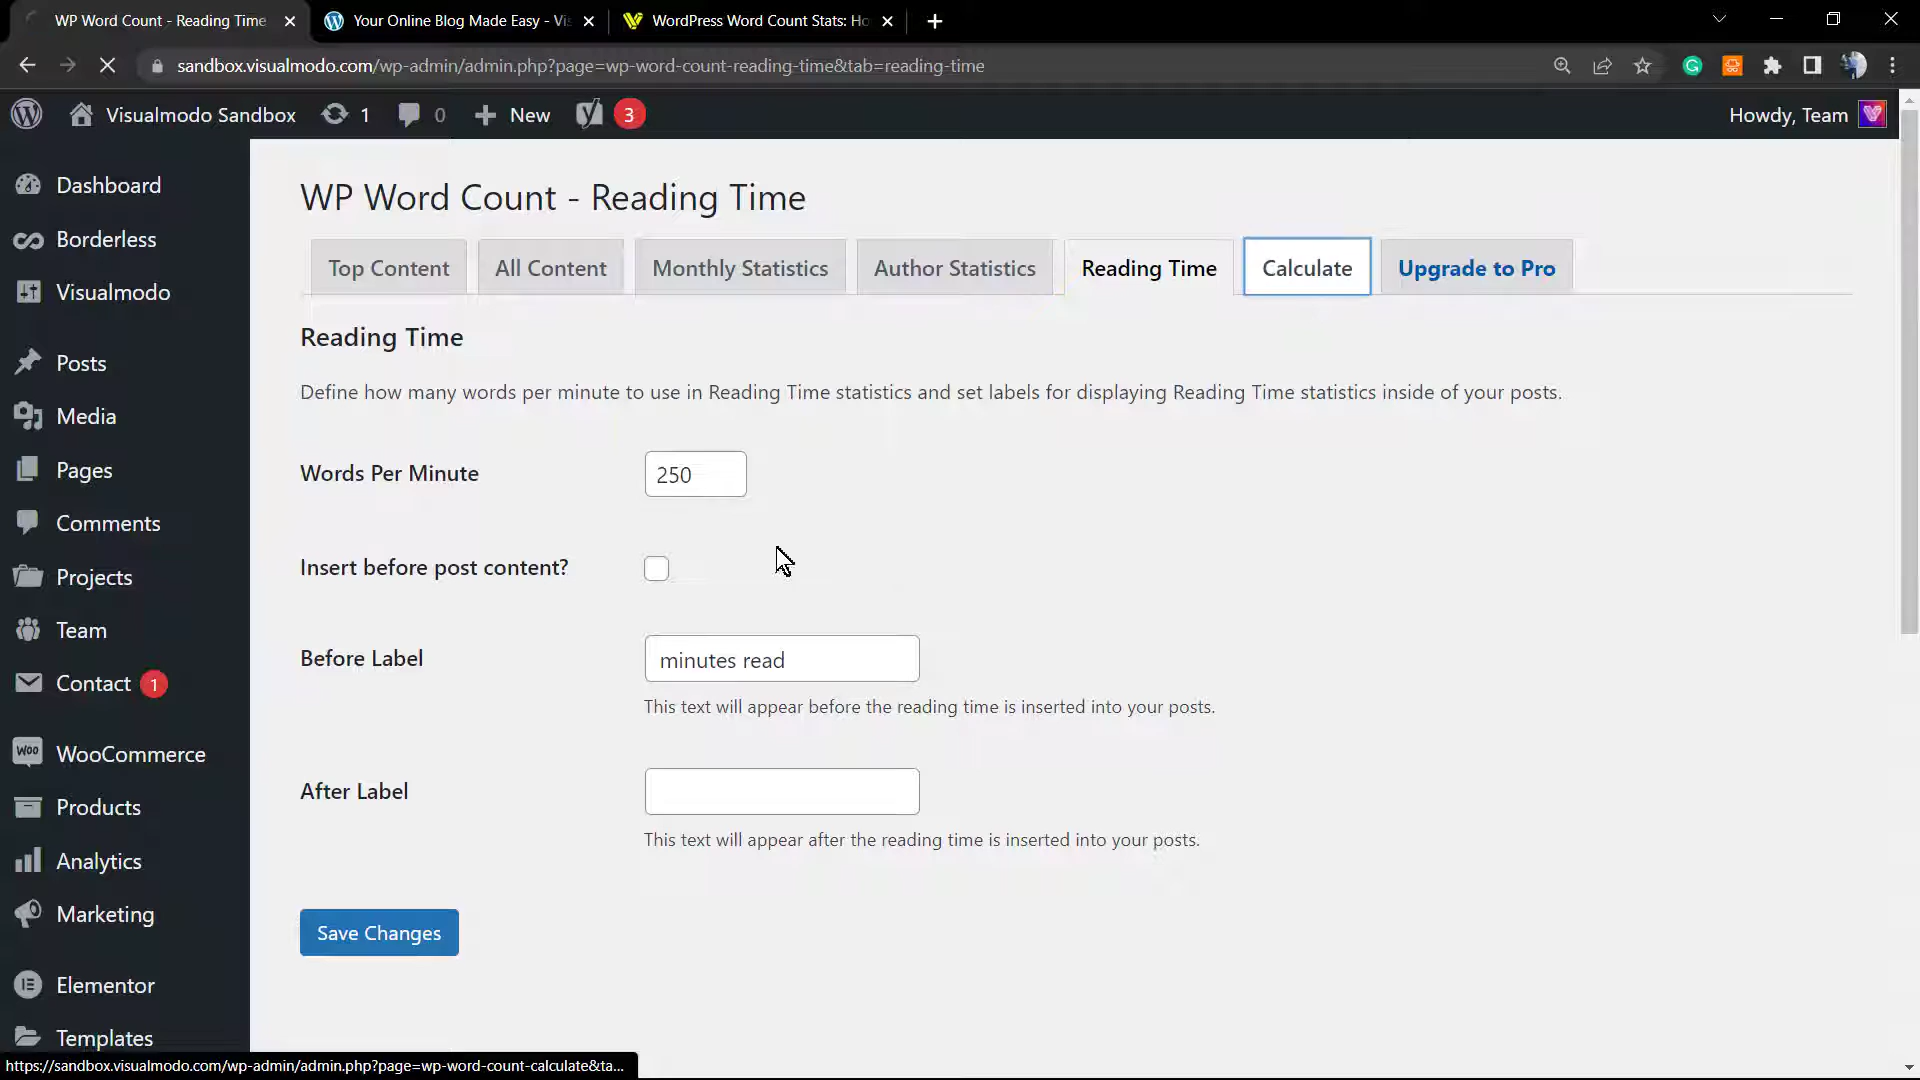 WP Word Count - Reading Time
Your Online Blog Made Easy - Vi
WordPress Word Count Stats: Ho
sandbox.visualmodo.com/wp-admin/admin.php?page=wp-word-count-reading-time&tab=reading-time
Visualmodo Sandbox 1 0 New 3 Howdy, Team
Dashboard
Borderless
Visualmodo
Posts
Media
Pages
Comments
Projects
Team
Contact 1
WooCommerce
Products
Analytics
Marketing
Elementor
Templates
WP Word Count - Reading Time
Top Content All Content Monthly Statistics Author Statistics Reading Time Calculate Upgrade to Pro
Reading Time
Define how many words per minute to use in Reading Time statistics and set labels for displaying Reading Time statistics inside of your posts.
Words Per Minute 250
Insert before post content?
Before Label minutes read
This text will appear before the reading time is inserted into your posts.
After Label
This text will appear after the reading time is inserted into your posts.
Save Changes
https://sandbox.visualmodo.com/wp-admin/admin.php?page=wp-word-count-calculate&ta...